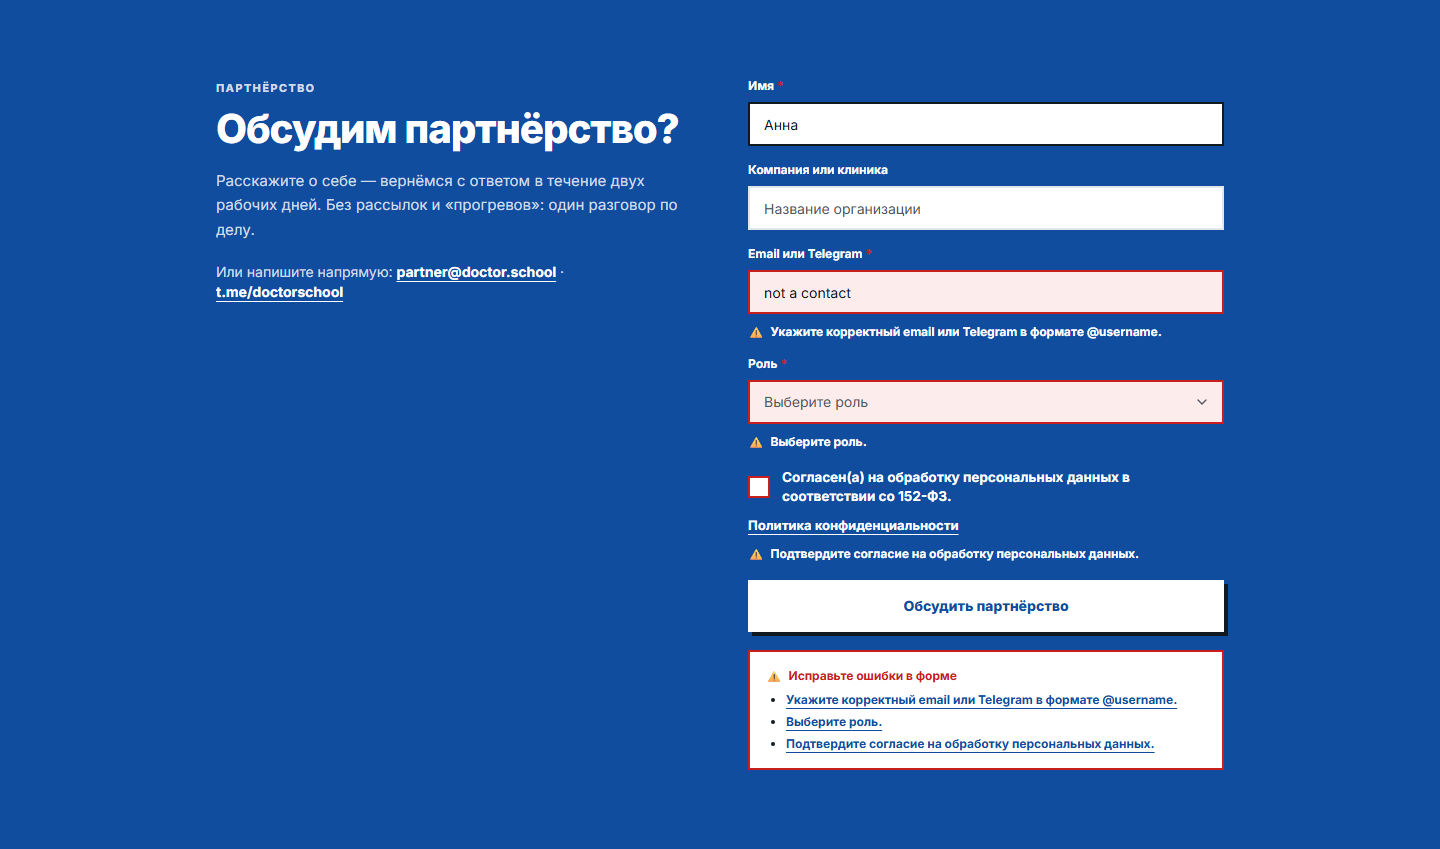 ПАРТНЁРСТВО
Обсудим партнёрство?
Расскажите о себе — вернёмся с ответом в течение двух
рабочих дней. Без рассылок и «прогревов»: один разговор по
делу.
Или напишите напрямую: partner@doctor.school ·
t.me/doctorschool
Имя *
Анна
Компания или клиника
Название организации
Email или Telegram *
not a contact
Укажите корректный email или Telegram в формате @username.
Роль *
Выберите роль
Выберите роль.
Согласен(а) на обработку персональных данных в
соответствии со 152-ФЗ.
Политика конфиденциальности
Подтвердите согласие на обработку персональных данных.
Обсудить партнёрство
Исправьте ошибки в форме
• Укажите корректный email или Telegram в формате @username.
• Выберите роль.
• Подтвердите согласие на обработку персональных данных.